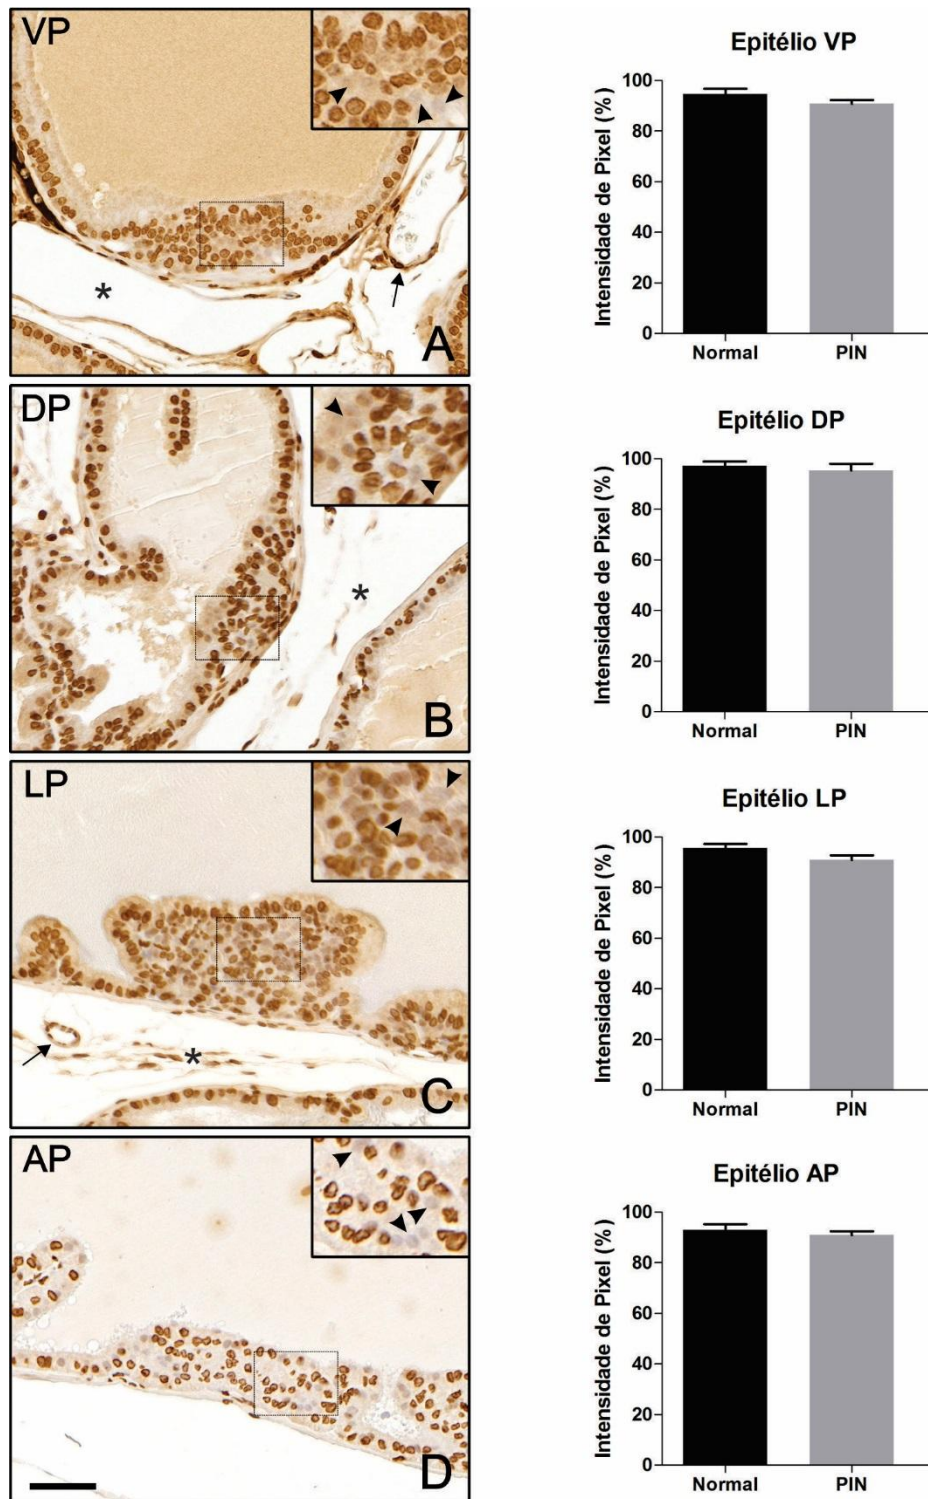 VP
*
A
Epitélio VP
Intensidade de Pixel (%)
100
80
60
40
20
0
Normal PIN
DP
*
B
Epitélio DP
Intensidade de Pixel (%)
100
80
60
40
20
0
Normal PIN
LP
*
C
Epitélio LP
Intensidade de Pixel (%)
100
80
60
40
20
0
Normal PIN
AP
D
Epitélio AP
Intensidade de Pixel (%)
100
80
60
40
20
0
Normal PIN